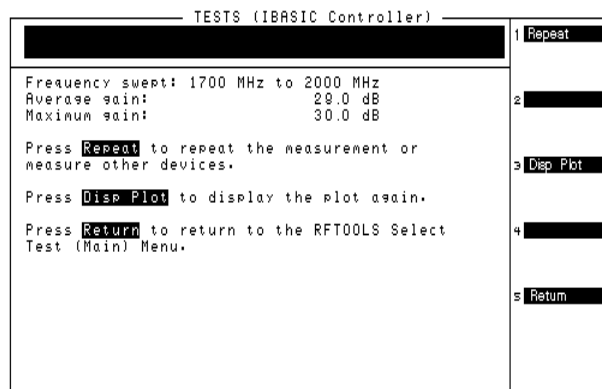 TESTS (IBASIC Controller)
Frequency swept: 1700 MHz to 2000 MHz
Average gain: 29.0 dB
Maximum gain: 30.0 dB
Press Repeat to repeat the measurement or
measure other devices.
Press Disp Plot to display the plot again.
Press Return to return to the RFTOOLS Select
Test (Main) Menu.
1 Repeat
2
3 Disp Plot
4
5 Return